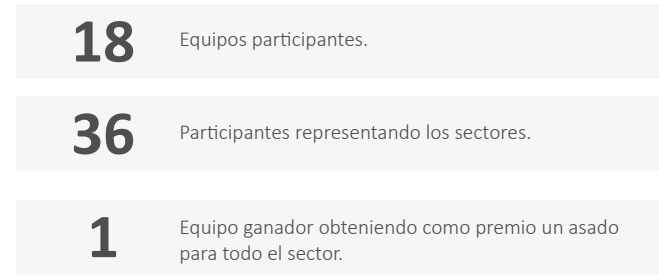 18 Equipos participantes.
36 Participantes representando los sectores.
1 Equipo ganador obteniendo como premio un asado
para todo el sector.